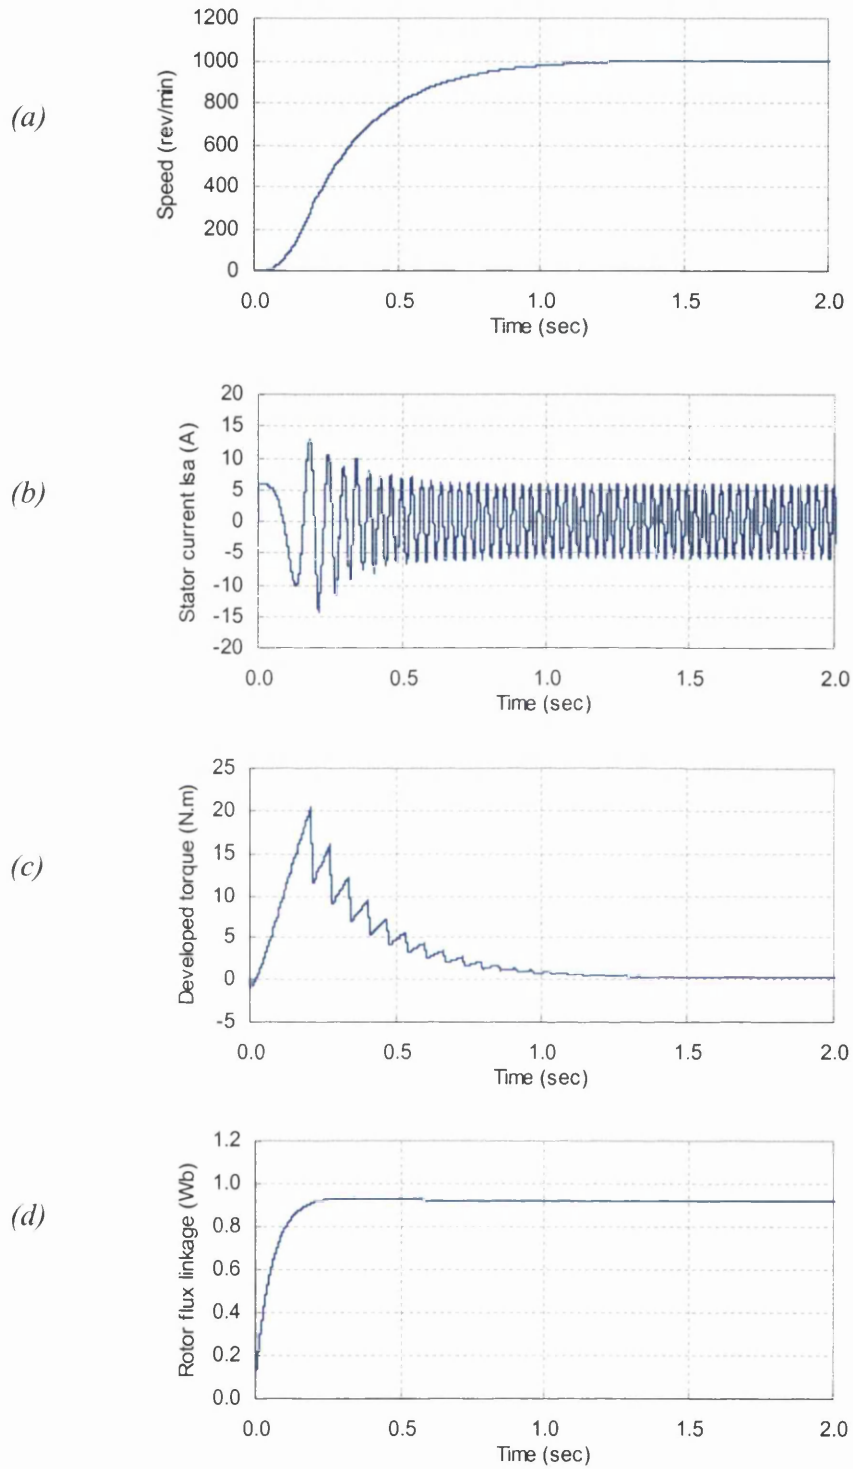 (a)
Speed (rev/min)
1200
1000
800
600
400
200
0
0.0 0.5 1.0 1.5 2.0
Time (sec)
(b)
Stator current Isa (A)
20
15
10
5
0
-5
-10
-15
-20
0.0 0.5 1.0 1.5 2.0
Time (sec)
(c)
Developed torque (N.m)
25
20
15
10
5
0
-5
0.0 0.5 1.0 1.5 2.0
Time (sec)
(d)
Rotor flux linkage (Wb)
1.2
1.0
0.8
0.6
0.4
0.2
0.0
0.0 0.5 1.0 1.5 2.0
Time (sec)